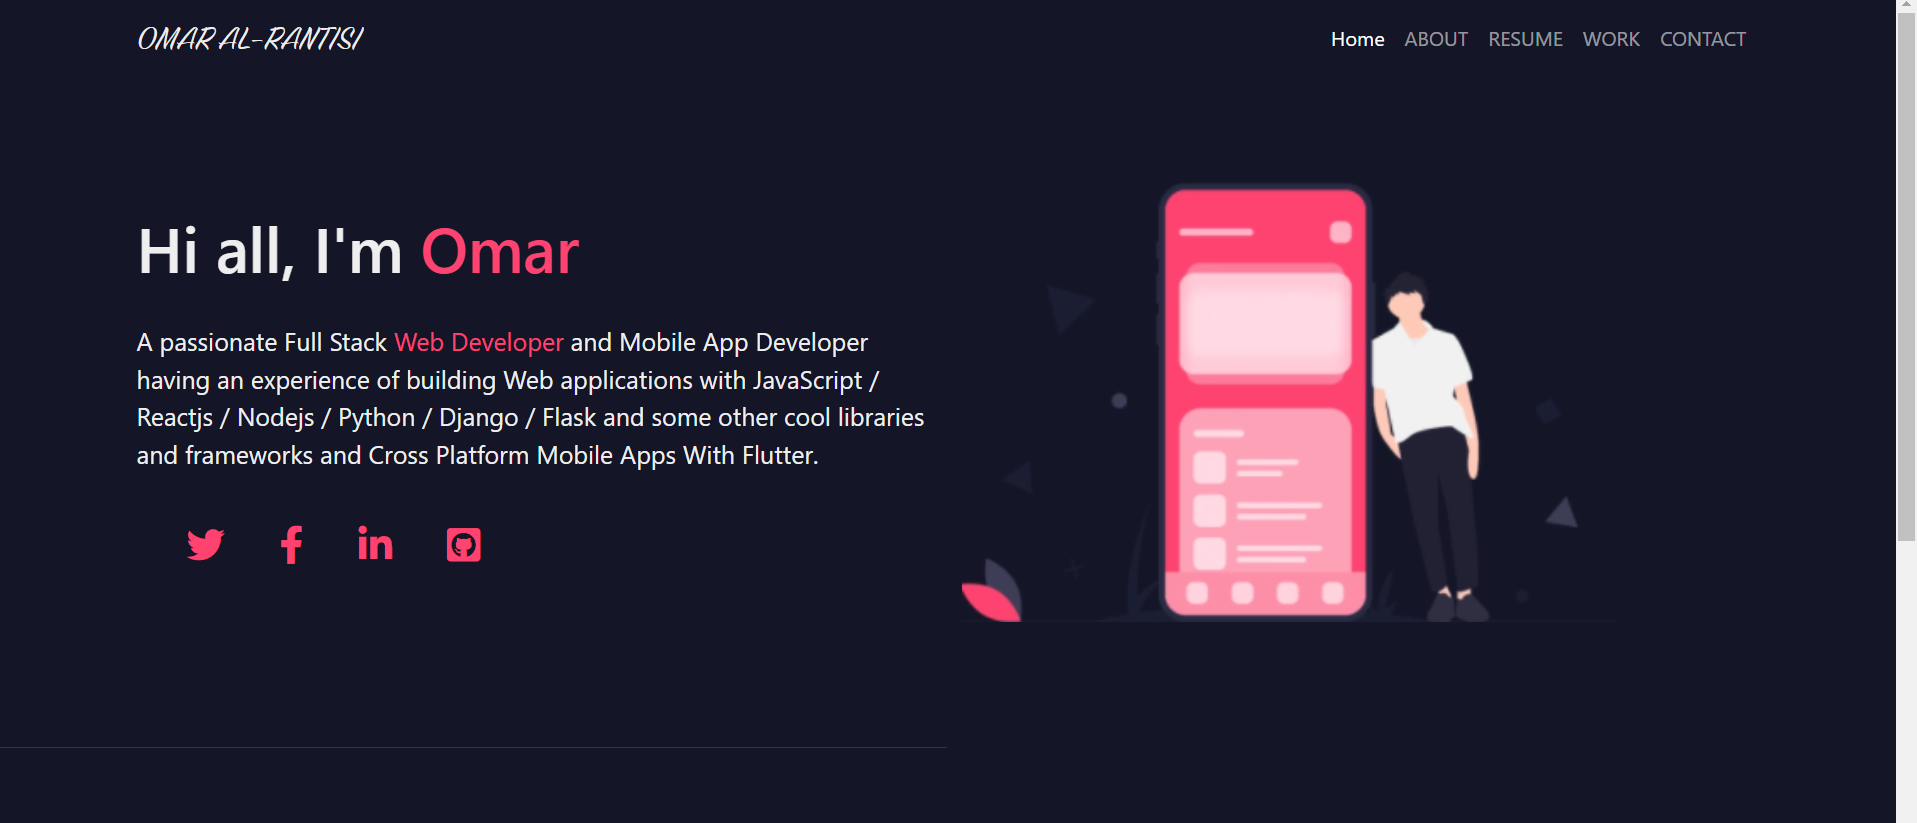 OMAR AL-RANTISI
Home ABOUT RESUME WORK CONTACT
Hi all, I'm Omar
A passionate Full Stack Web Developer and Mobile App Developer
having an experience of building Web applications with JavaScript /
Reactjs / Nodejs / Python / Django / Flask and some other cool libraries
and frameworks and Cross Platform Mobile Apps With Flutter.